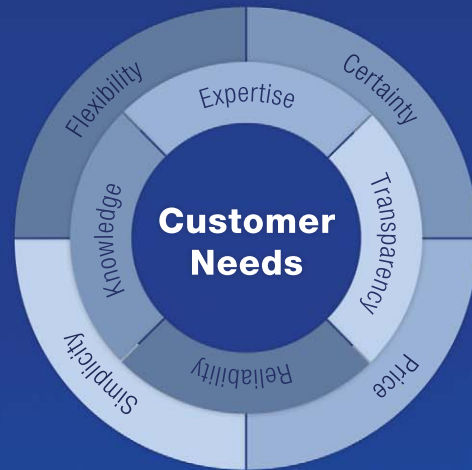 Flexibility
Certainty
Expertise
Knowledge
Customer
Needs
Transparency
Reliability
Simplicity
Price